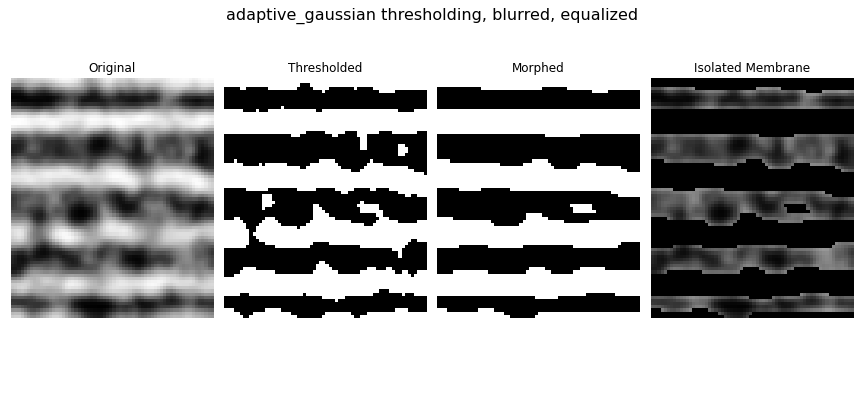 adaptive_gaussian thresholding, blurred, equalized
Original
Thresholded
Morphed
Isolated Membrane